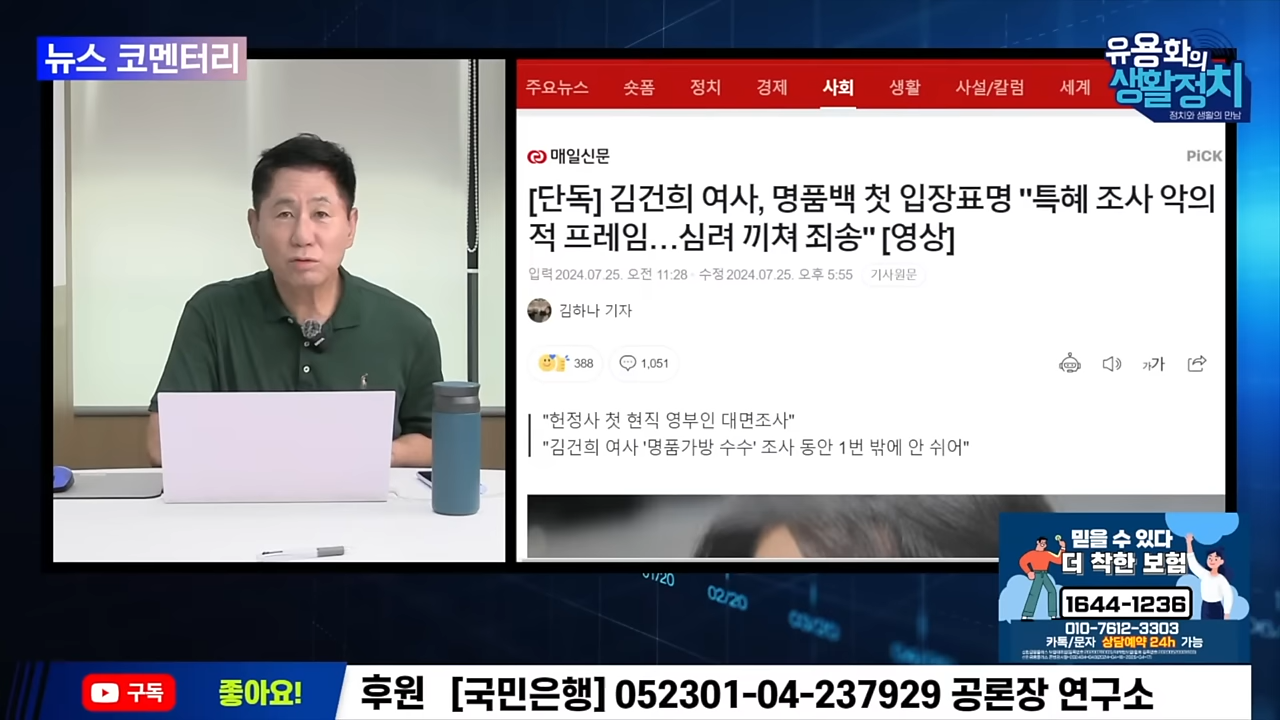 뉴스 코멘터리
유용화의
생활정치
정치와 생활의 만남
주요뉴스 숏폼 정치 경제 사회 생활 사설/칼럼 세계
매일신문
PiCK
[단독] 김건희 여사, 명품백 첫 입장표명 "특혜 조사 악의
적 프레임…심려 끼쳐 죄송" [영상]
입력 2024.07.25. 오전 11:28 · 수정 2024.07.25. 오후 5:55 기사원문
김하나 기자
388 1,051
가가
"헌정사 첫 현직 영부인 대면조사"
"김건희 여사 '명품가방 수수' 조사 동안 1번 밖에 안 쉬어"
믿을 수 있다
더 착한 보험
1644-1236
010-7612-3303
카톡/문자 상담예약 24h 가능
01/20
02/20
03/20
구독 좋아요! 후원 [국민은행] 052301-04-237929 공론장 연구소